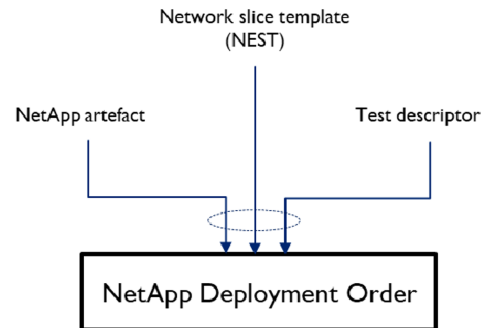 Network slice template
(NEST)
NetApp artefact
Test descriptor
NetApp Deployment Order